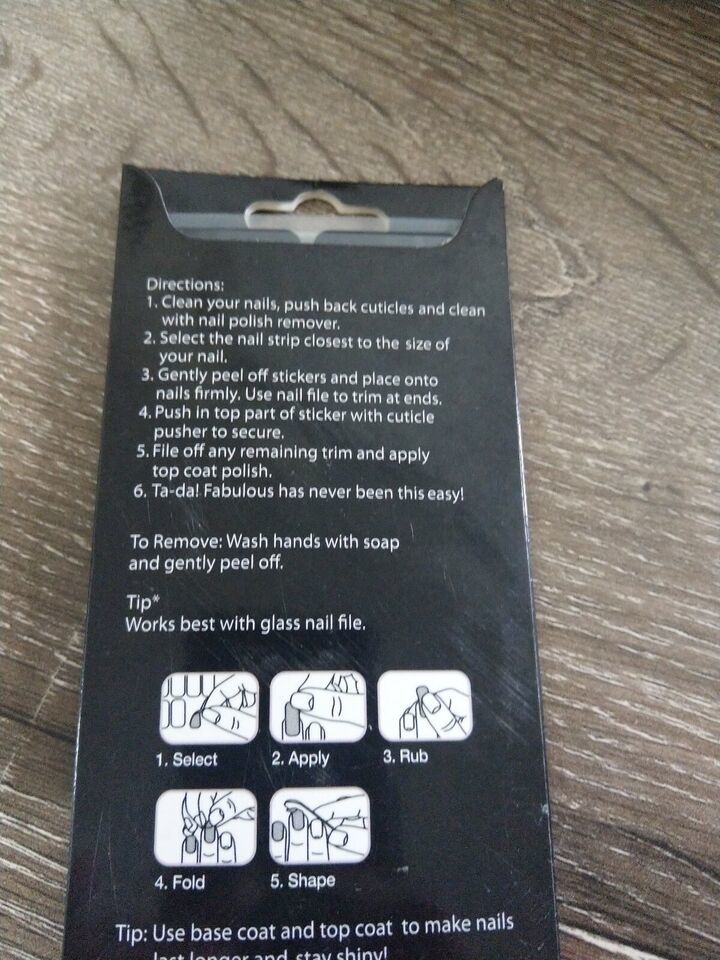 Directions:
1. Clean your nails, push back cuticles and clean
with nail polish remover.
2. Select the nail strip closest to the size of
your nail.
3. Gently peel off stickers and place onto
nails firmly. Use nail file to trim at ends.
4. Push in top part of sticker with cuticle
pusher to secure.
5. File off any remaining trim and apply
top coat polish.
6. Ta-da! Fabulous has never been this easy!
To Remove: Wash hands with soap
and gently peel off.
Tip*
Works best with glass nail file.
1. Select
2. Apply
3. Rub
4. Fold
5. Shape
Tip: Use base coat and top coat to make nails
last longer and stay shiny!